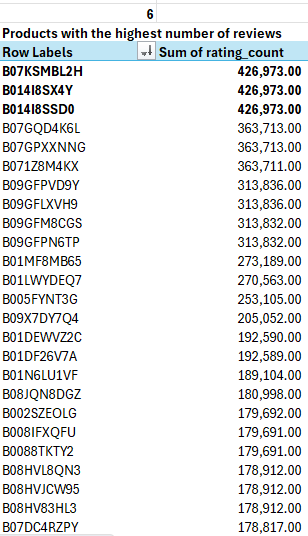 6
Products with the highest number of reviews
Row Labels Sum of rating_count
B07KSMBL2H 426,973.00
B014I8SX4Y 426,973.00
B014I8SSD0 426,973.00
B07GQD4K6L 363,713.00
B07GPXXNNG 363,713.00
B071Z8M4KX 363,711.00
B09GFPVD9Y 313,836.00
B09GFLXVH9 313,836.00
B09GFM8CGS 313,832.00
B09GFPN6TP 313,832.00
B01MF8MB65 273,189.00
B01LWYDEQ7 270,563.00
B005FYNT3G 253,105.00
B09X7DY7Q4 205,052.00
B01DEWVZ2C 192,590.00
B01DF26V7A 192,589.00
B01N6LU1VF 189,104.00
B08JQN8DGZ 180,998.00
B002SZEOLG 179,692.00
B008IFXQFU 179,691.00
B0088TKTY2 179,691.00
B08HVL8QN3 178,912.00
B08HVJCW95 178,912.00
B08HV83HL3 178,912.00
B07DC4RZPY 178,817.00